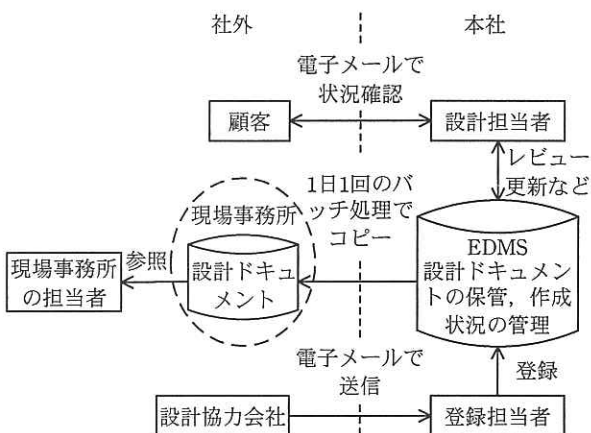 社外
本社
電子メールで
状況確認
顧客
設計担当者
レビュー
更新など
1日1回のバ
ッチ処理で
コピー
現場事務所
EDMS
設計ドキュメン
トの保管，作成
状況の管理
設計ドキュ
メント
参照
現場事務所
の担当者
電子メールで
送信
登録
設計協力会社
登録担当者